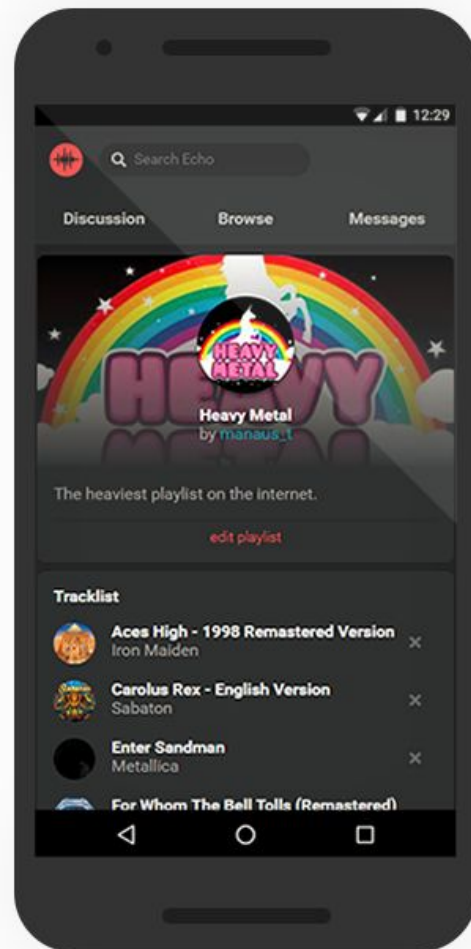 12:29
Search Echo
Discussion Browse Messages
HEAVY
METAL
HEAVY
METAL
Heavy Metal
by manaus_t
The heaviest playlist on the internet.
edit playlist
Tracklist
Aces High - 1998 Remastered Version
Iron Maiden
Carolus Rex - English Version
Sabaton
Enter Sandman
Metallica
For Whom The Bell Tolls (Remastered)